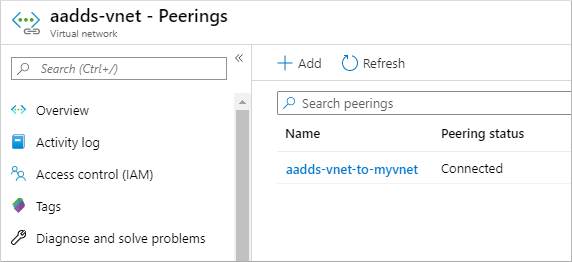 aadds-vnet - Peerings
Virtual network
Search (Ctrl+/)
«
Overview
Activity log
Access control (IAM)
Tags
Diagnose and solve problems
+ Add
Refresh
Search peerings
Name Peering status
aadds-vnet-to-myvnet Connected